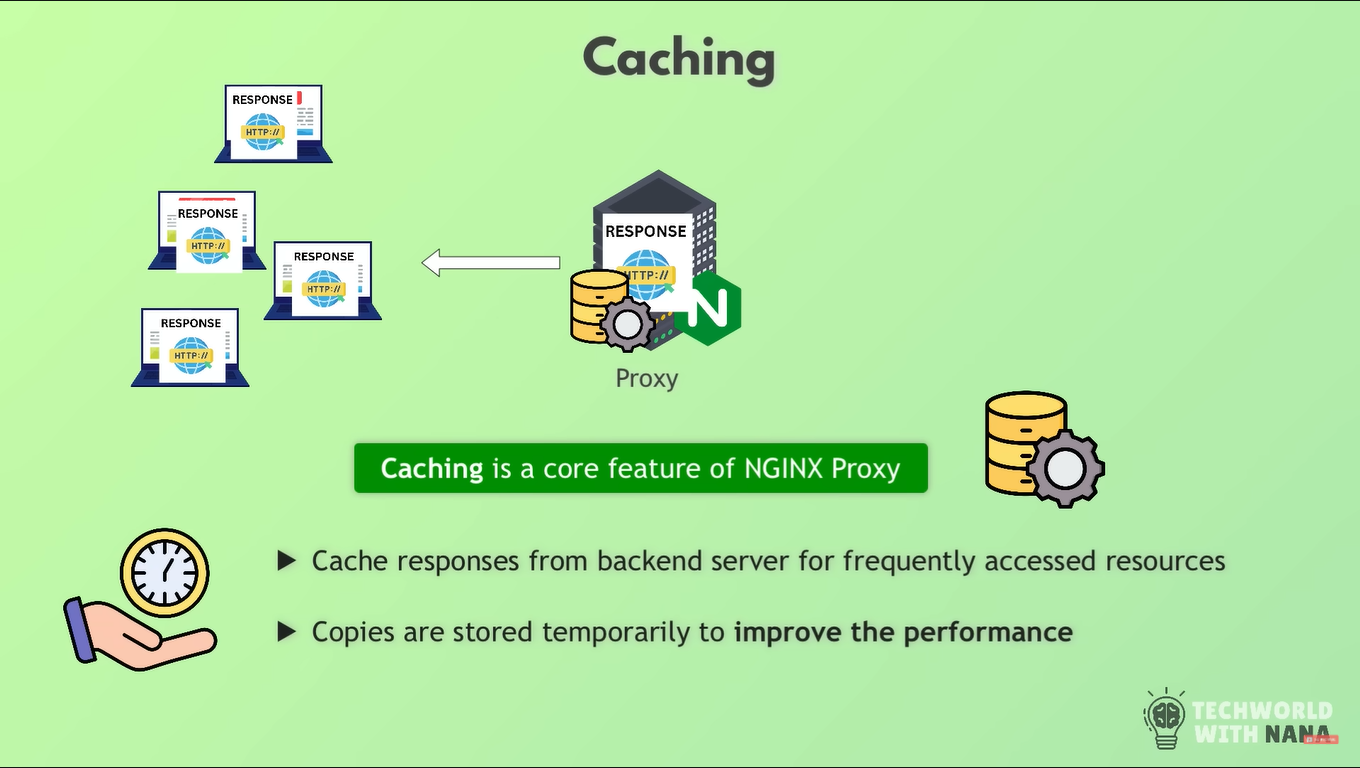 Caching
RESPONSE
HTTP://
RESPONSE
HTTP://
RESPONSE
HTTP://
RESPONSE
HTTP://
RESPONSE
HTTP://
N
Proxy
Caching is a core feature of NGINX Proxy
Cache responses from backend server for frequently accessed resources
Copies are stored temporarily to improve the performance
TECHWORLD
WITH NANA